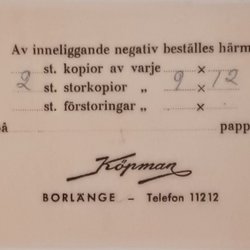 Av inneliggande negativ beställes härm
st. kopior av varje ×
2 st. storkopior „ 9 × 12
st. förstoringar „ ×
på papp
Köpman
BORLÄNGE – Telefon 11212